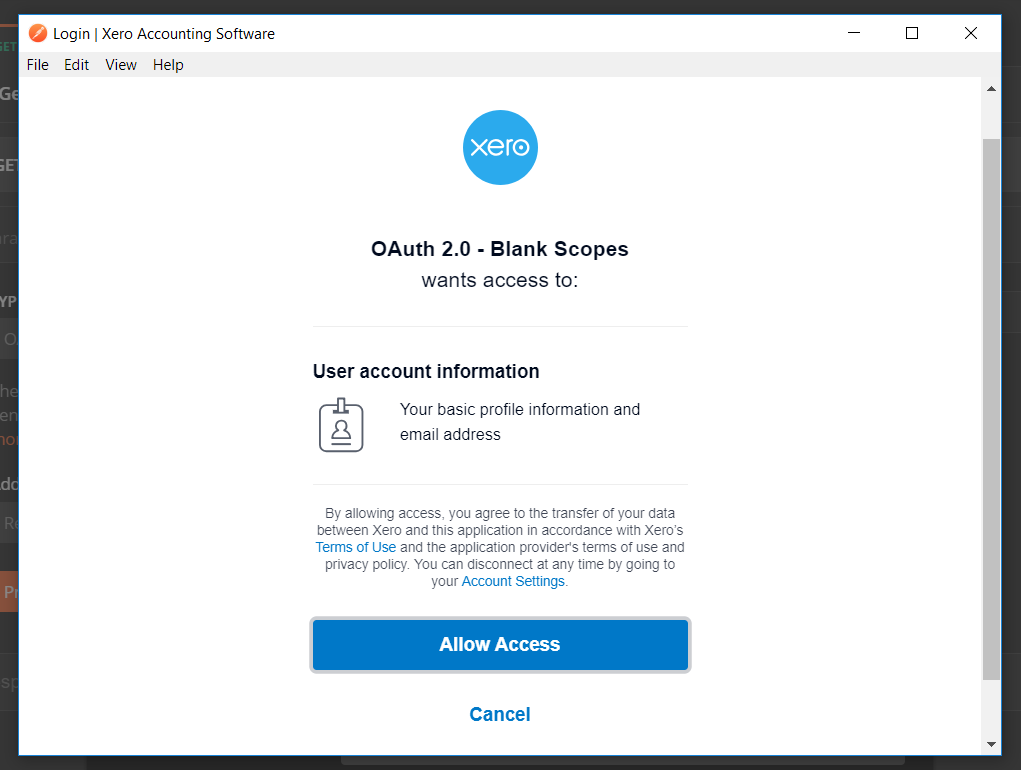 Login | Xero Accounting Software
File Edit View Help
xero
OAuth 2.0 - Blank Scopes
wants access to:
User account information
Your basic profile information and
email address
By allowing access, you agree to the transfer of your data
between Xero and this application in accordance with Xero's
Terms of Use and the application provider's terms of use and
privacy policy. You can disconnect at any time by going to
your Account Settings.
Allow Access
Cancel